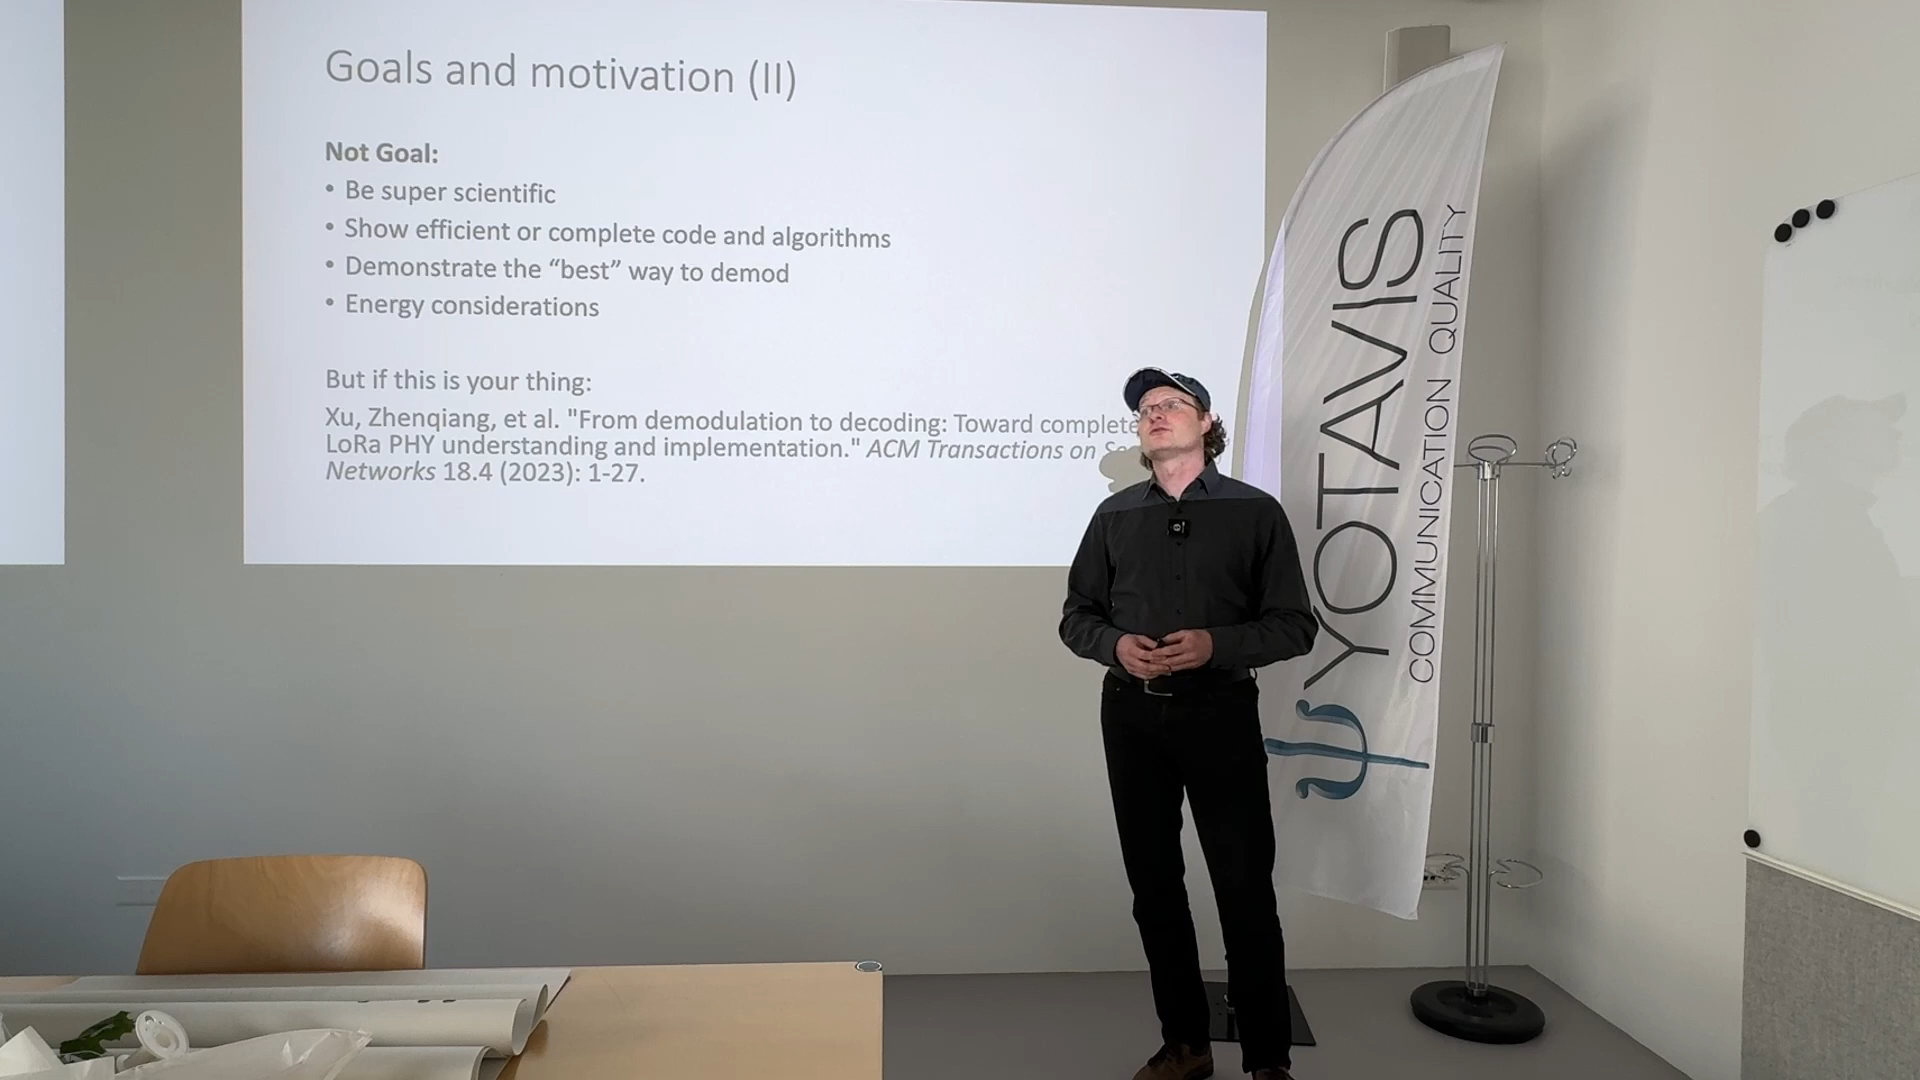 Goals and motivation (II)
Not Goal:
• Be super scientific
• Show efficient or complete code and algorithms
• Demonstrate the “best” way to demod
• Energy considerations
But if this is your thing:
Xu, Zhenqiang, et al. "From demodulation to decoding: Toward complete
LoRa PHY understanding and implementation." ACM Transactions on
Networks 18.4 (2023): 1-27.
ΨYOTAVIS
COMMUNICATION QUALITY